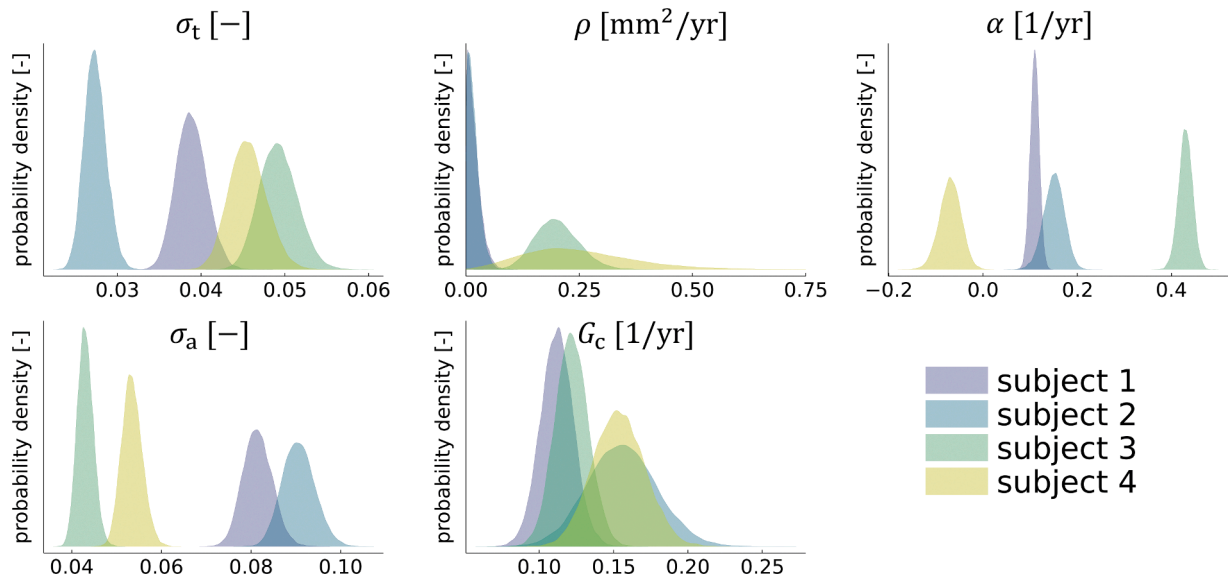 σt [−]
ρ [mm²/yr]
α [1/yr]
probability density [-]
probability density [-]
probability density [-]
0.03 0.04 0.05 0.06
0.00 0.25 0.50 0.75
−0.2 0.0 0.2 0.4
σa [−]
Gc [1/yr]
probability density [-]
probability density [-]
0.04 0.06 0.08 0.10
0.10 0.15 0.20 0.25
subject 1
subject 2
subject 3
subject 4